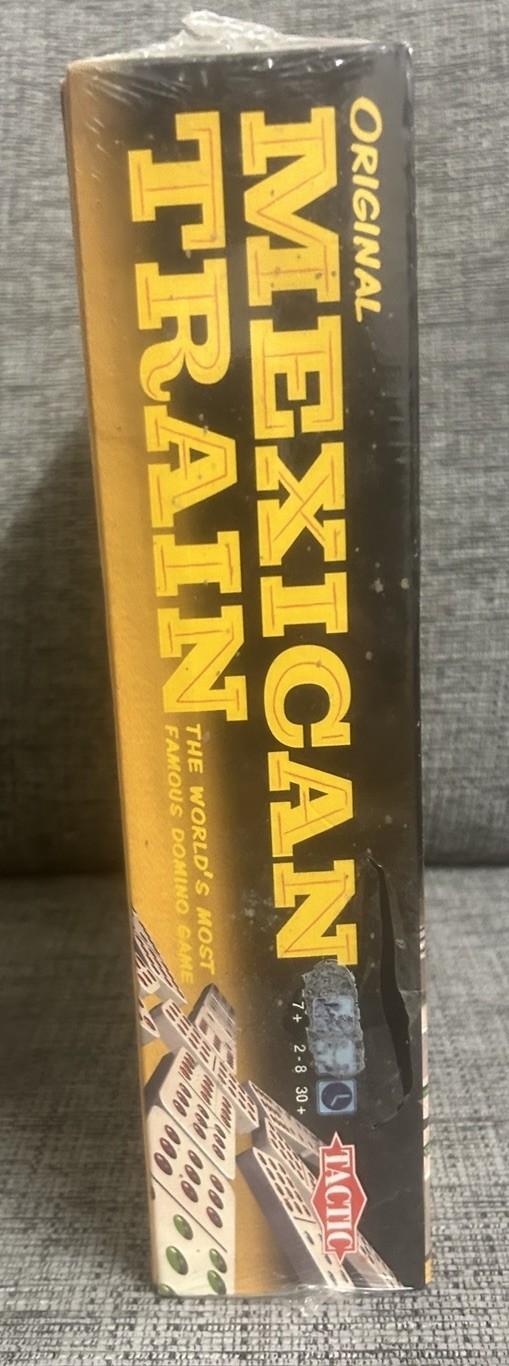 ORIGINAL
MEXICAN
TRAIN
THE WORLD'S MOST
FAMOUS DOMINO GAME
7+ 2-8 30+
TACTIC